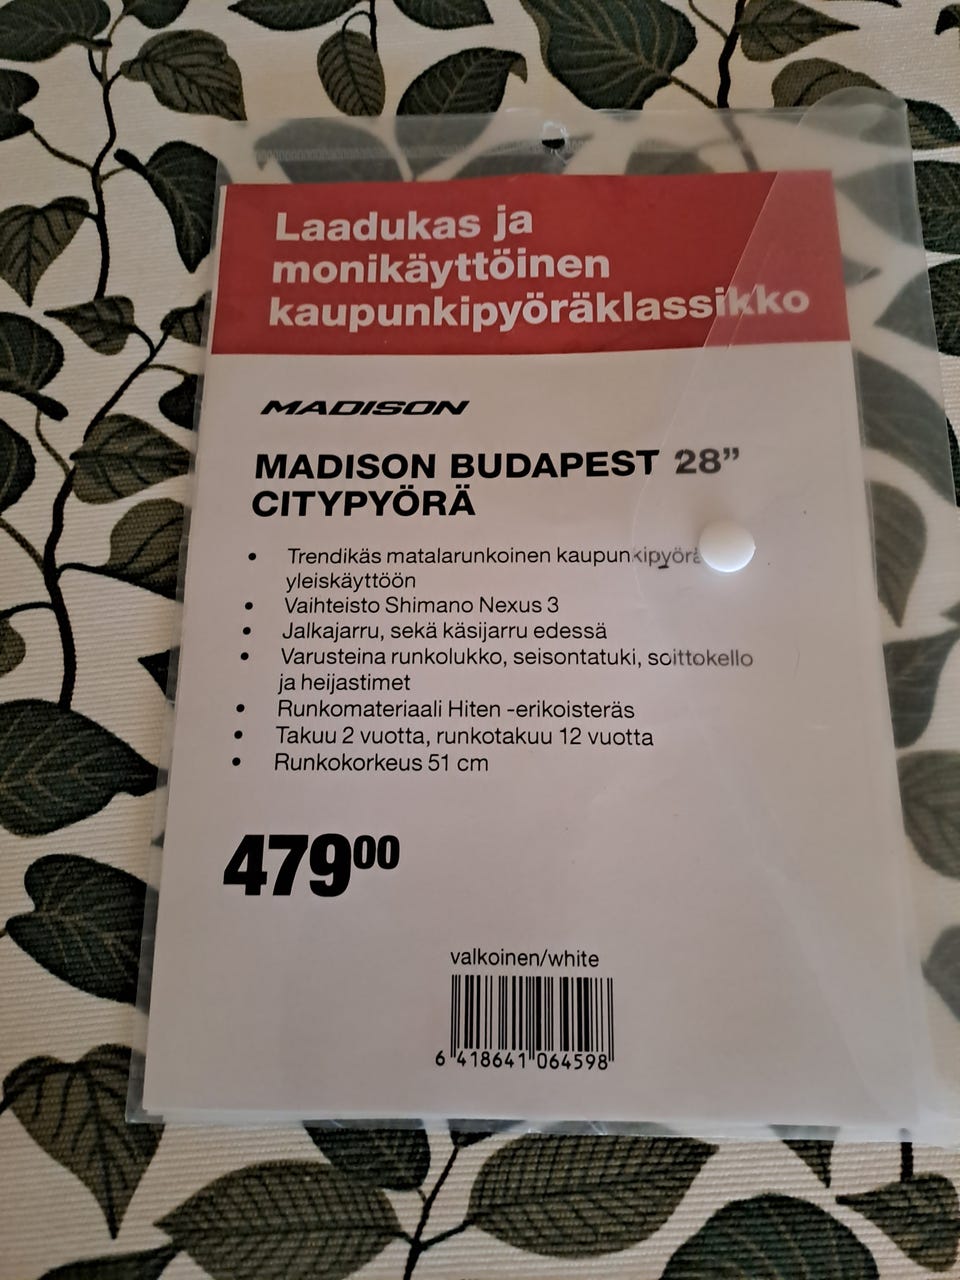 Laadukas ja
monikäyttöinen
kaupunkipyöräklassikko
MADISON
MADISON BUDAPEST 28”
CITYPYÖRÄ
• Trendikäs matalarunkoinen kaupunkipyörä
yleiskäyttöön
• Vaihteisto Shimano Nexus 3
• Jalkajarru, sekä käsijarru edessä
• Varusteina runkolukko, seisontatuki, soittokello
ja heijastimet
• Runkomateriaali Hiten -erikoisteräs
• Takuu 2 vuotta, runkotakuu 12 vuotta
• Runkokorkeus 51 cm
47900
valkoinen/white
6 418641 064598